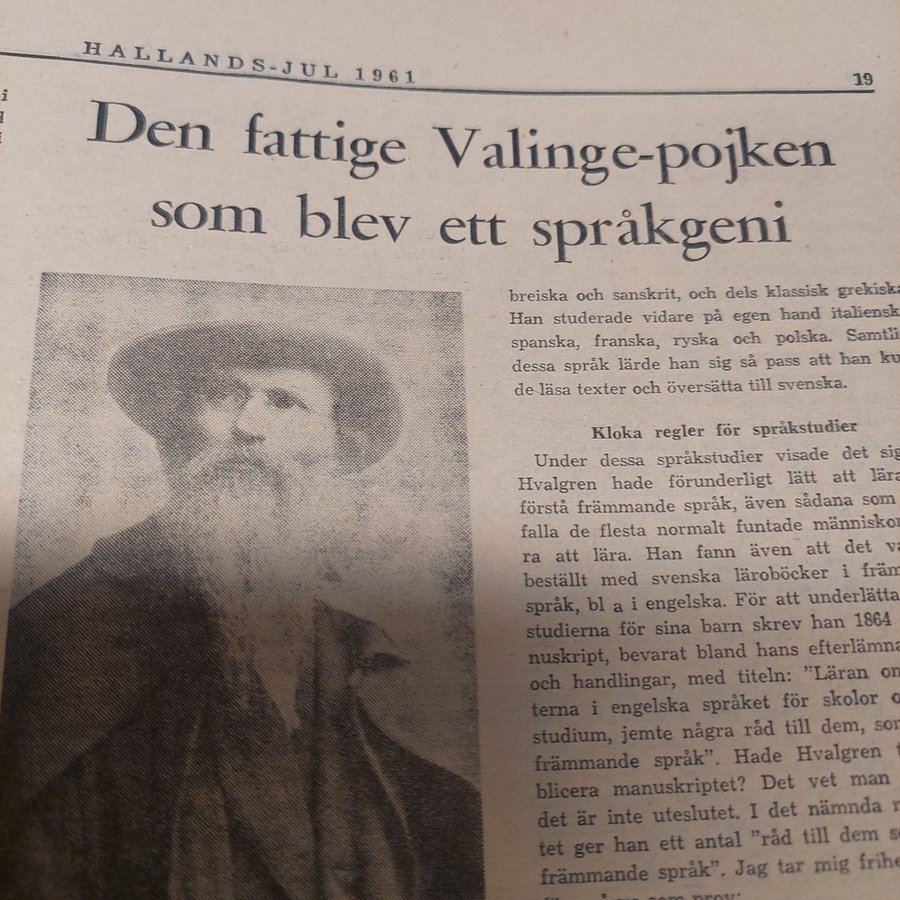 HALLANDS-JUL 1961
19
Den fattige Valinge-pojken
som blev ett språkgeni
breiska och sanskrit, och dels klassisk grekiska
Han studerade vidare på egen hand italiensk
spanska, franska, ryska och polska. Samtli
dessa språk lärde han sig så pass att han ku
de läsa texter och översätta till svenska.
Kloka regler för språkstudier
Under dessa språkstudier visade det sig
Hvalgren hade förunderligt lätt att lära
förstå främmande språk, även sådana som
falla de flesta normalt funtade människor
ra att lära. Han fann även att det va
beställt med svenska läroböcker i främ
språk, bl a i engelska. För att underlätta
studierna för sina barn skrev han 1864
nuskript, bevarat bland hans efterlämna
och handlingar, med titeln: ”Läran om
terna i engelska språket för skolor o
studium, jemte några råd till dem, som
främmande språk”. Hade Hvalgren t
blicera manuskriptet? Det vet man
det är inte uteslutet. I det nämnda m
tet ger han ett antal ”råd till dem s
främmande språk”. Jag tar mig frihe
som prov: